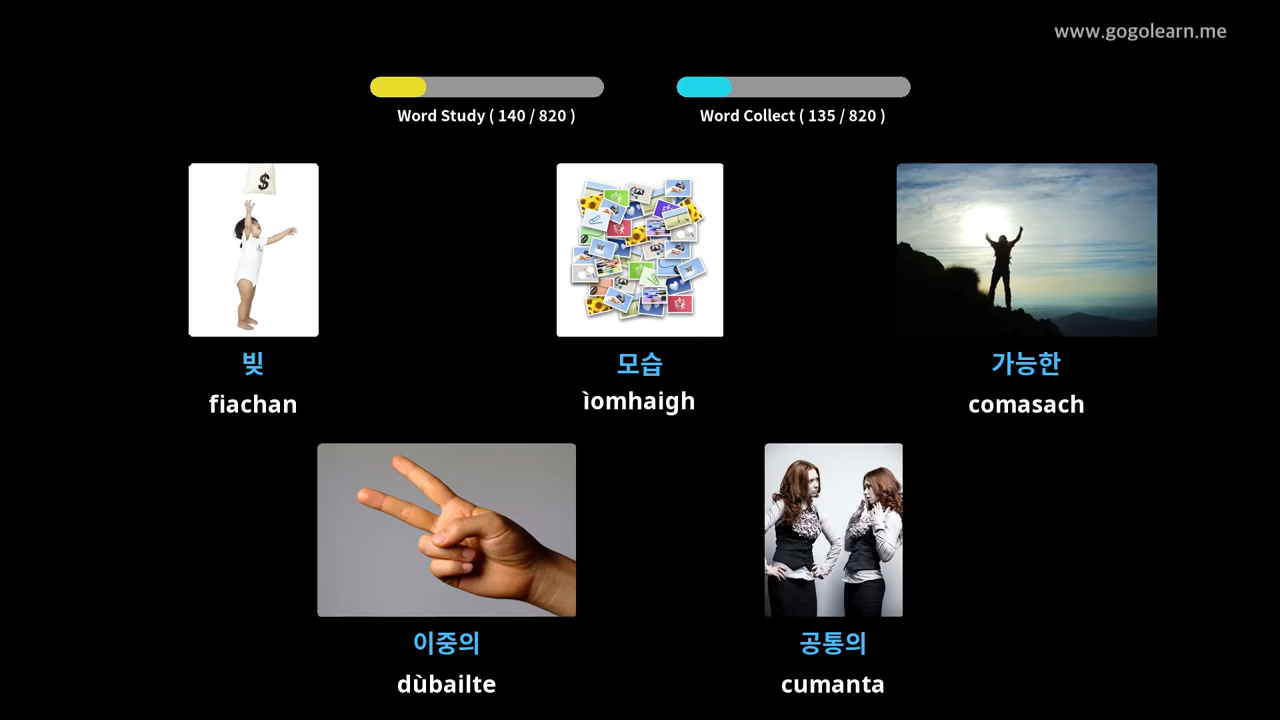 www.gogolearn.me
Word Study ( 140 / 820 )
Word Collect ( 135 / 820 )
$
빚
모습
가능한
fiachan
ìomhaigh
comasach
이중의
공통의
dùbailte
cumanta